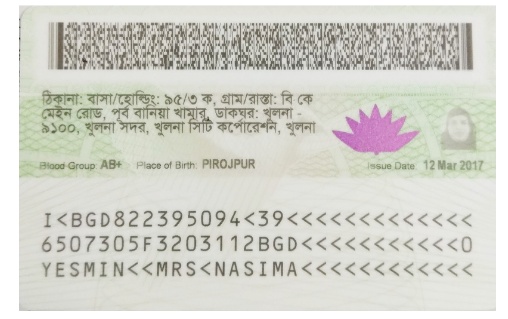 ঠিকানা: বাসা/হোল্ডিং: ৯৫/৩ ক, গ্রাম/রাস্তা: বি কে
মেইন রোড, পূর্ব বানিয়া খামার, ডাকঘর: খুলনা -
৯১০০, খুলনা সদর, খুলনা সিটি কর্পোরেশন, খুলনা
Blood Group: AB+ Place of Birth: PIROJPUR Issue Date: 12 Mar 2017
I<BGD822395094<39<<<<<<<<<<<<<
6507305F3203112BGD<<<<<<<<<<<0
YESMIN<<MRS<NASIMA<<<<<<<<<<<<